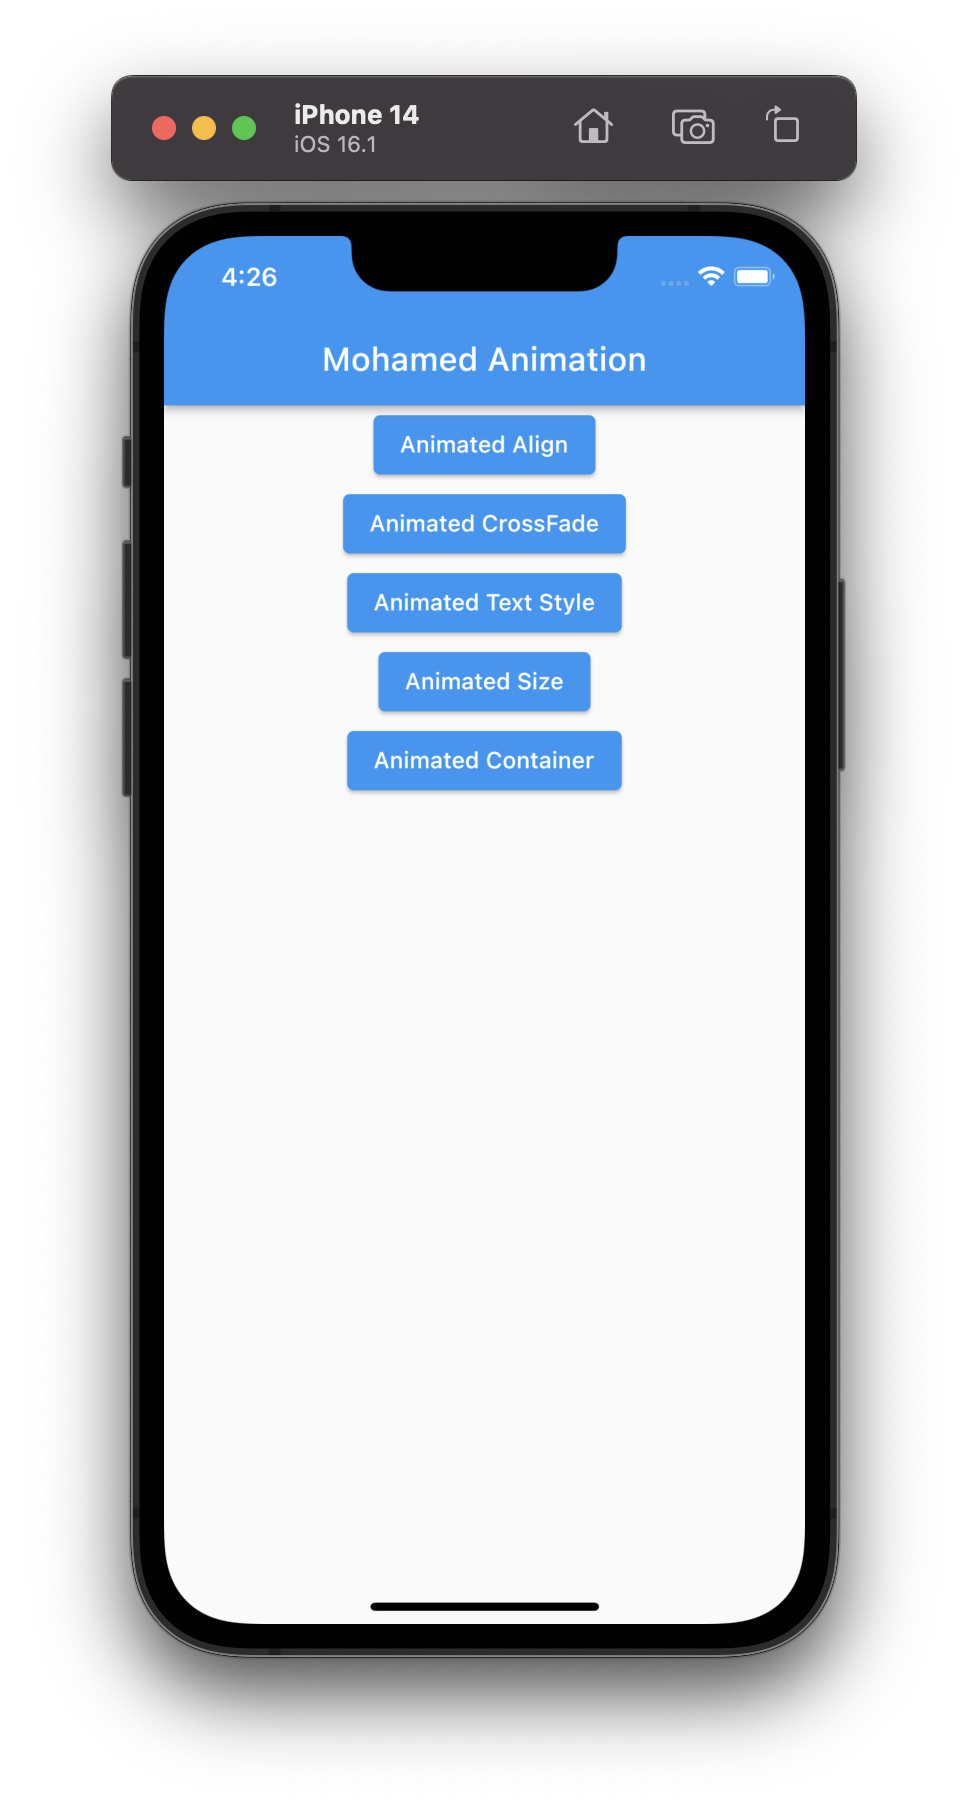 iPhone 14
iOS 16.1
4:26
Mohamed Animation
Animated Align
Animated CrossFade
Animated Text Style
Animated Size
Animated Container